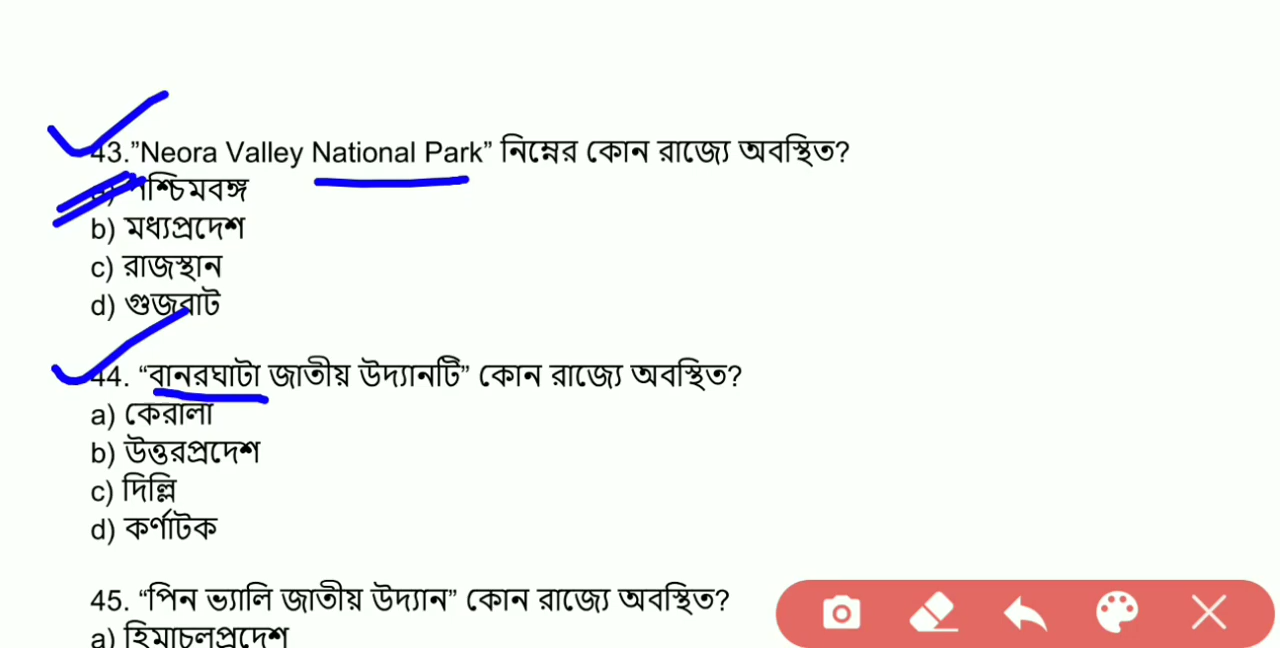 43.”Neora Valley National Park” নিম্নের কোন রাজ্যে অবস্থিত?
a) পশ্চিমবঙ্গ
b) মধ্যপ্রদেশ
c) রাজস্থান
d) গুজরাট
44. “বানরঘাটা জাতীয় উদ্যানটি” কোন রাজ্যে অবস্থিত?
a) কেরালা
b) উত্তরপ্রদেশ
c) দিল্লি
d) কর্ণাটক
45. “পিন ভ্যালি জাতীয় উদ্যান” কোন রাজ্যে অবস্থিত?
a) হিমাচলপ্রদেশ